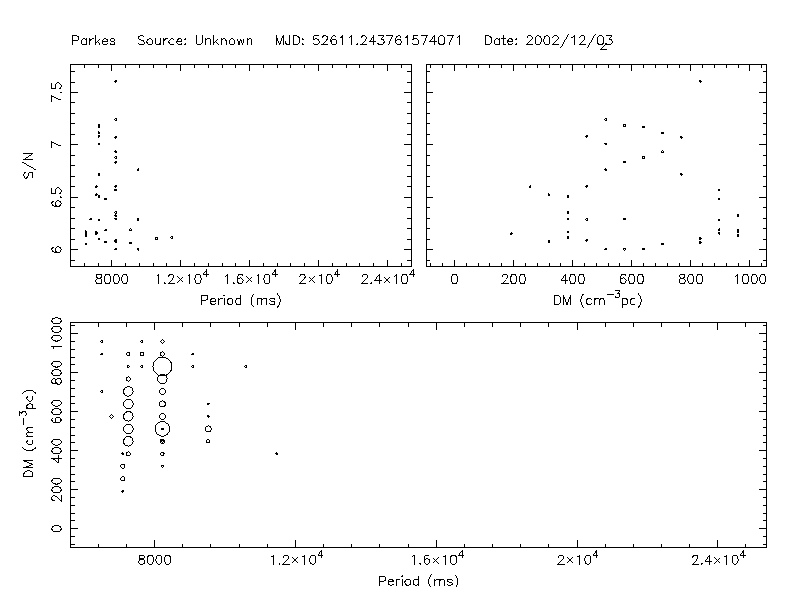 Parkes Source: Unknown MJD: 52611.243761574071 Date: 2002/12/03
2
7.5
7
6.5
6
S/N
8000 1.2×10⁴ 1.6×10⁴ 2×10⁴ 2.4×10⁴
Period (ms)
0 200 400 600 800 1000
DM (cm⁻³pc)
1000
800
600
400
200
0
DM (cm⁻³pc)
8000 1.2×10⁴ 1.6×10⁴ 2×10⁴ 2.4×10⁴
Period (ms)